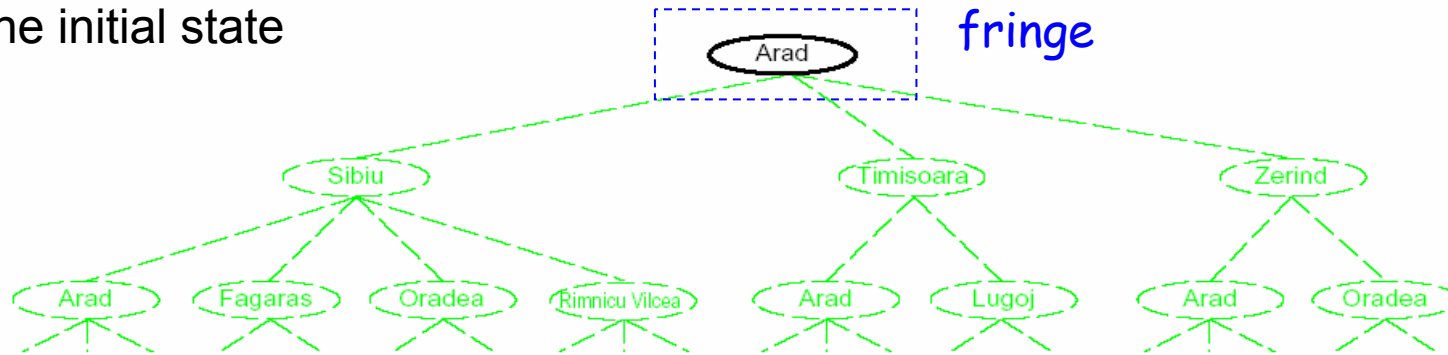 he initial state
fringe
Arad
Sibiu Timisoara Zerind
Arad Fagaras Oradea Rimnicu Vilcea Arad Lugoj Arad Oradea